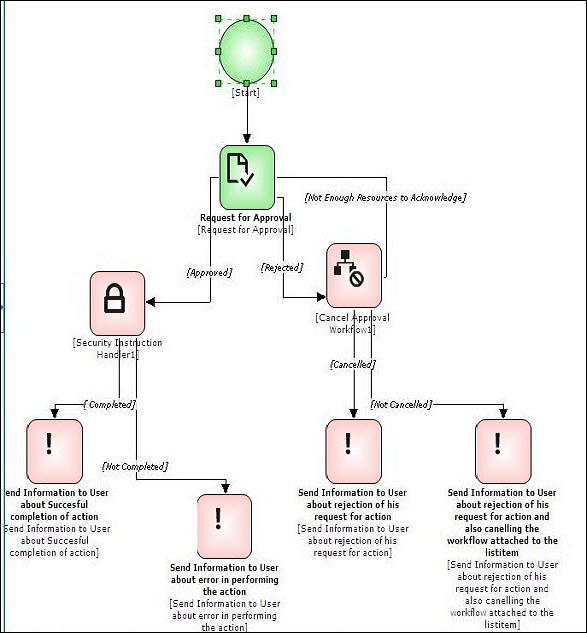 [Start]
Request for Approval
[Request for Approval]
[Not Enough Resources to Acknowledge]
[Approved]
[Rejected]
[Security Instruction
Handler1]
[Cancel Approval
Workflow1]
[Cancelled]
[Completed]
[Not Cancelled]
[Not Completed]
end Information to User
about Succesful
completion of action
Send Information to User
about Succesful
completion of action]
Send Information to User
about error in performing
the action
[Send Information to User
about error in performing
the action]
Send Information to User
about rejection of his
request for action
[Send Information to User
about rejection of his
request for action]
Send Information to User
about rejection of his
request for action and
also canelling the
workflow attached to the
listitem
[Send Information to User
about rejection of his
request for action and
also canelling the
workflow attached to the
listitem]